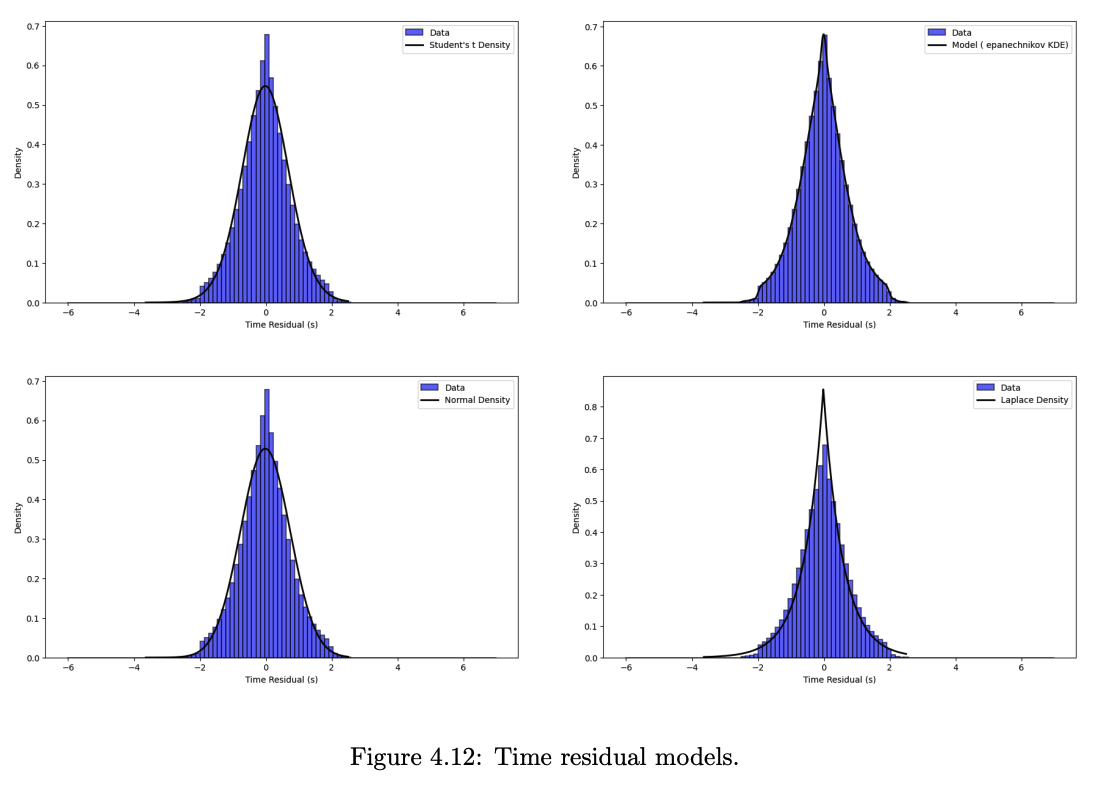 0.7
0.6
0.5
0.4
0.3
0.2
0.1
0.0
Density
−6 −4 −2 0 2 4 6
Time Residual (s)
Data
Student's t Density
0.7
0.6
0.5
0.4
0.3
0.2
0.1
0.0
Density
−6 −4 −2 0 2 4 6
Time Residual (s)
Data
Model ( epanechnikov KDE)
0.7
0.6
0.5
0.4
0.3
0.2
0.1
0.0
Density
−6 −4 −2 0 2 4 6
Time Residual (s)
Data
Normal Density
0.8
0.7
0.6
0.5
0.4
0.3
0.2
0.1
0.0
Density
−6 −4 −2 0 2 4 6
Time Residual (s)
Data
Laplace Density
Figure 4.12: Time residual models.